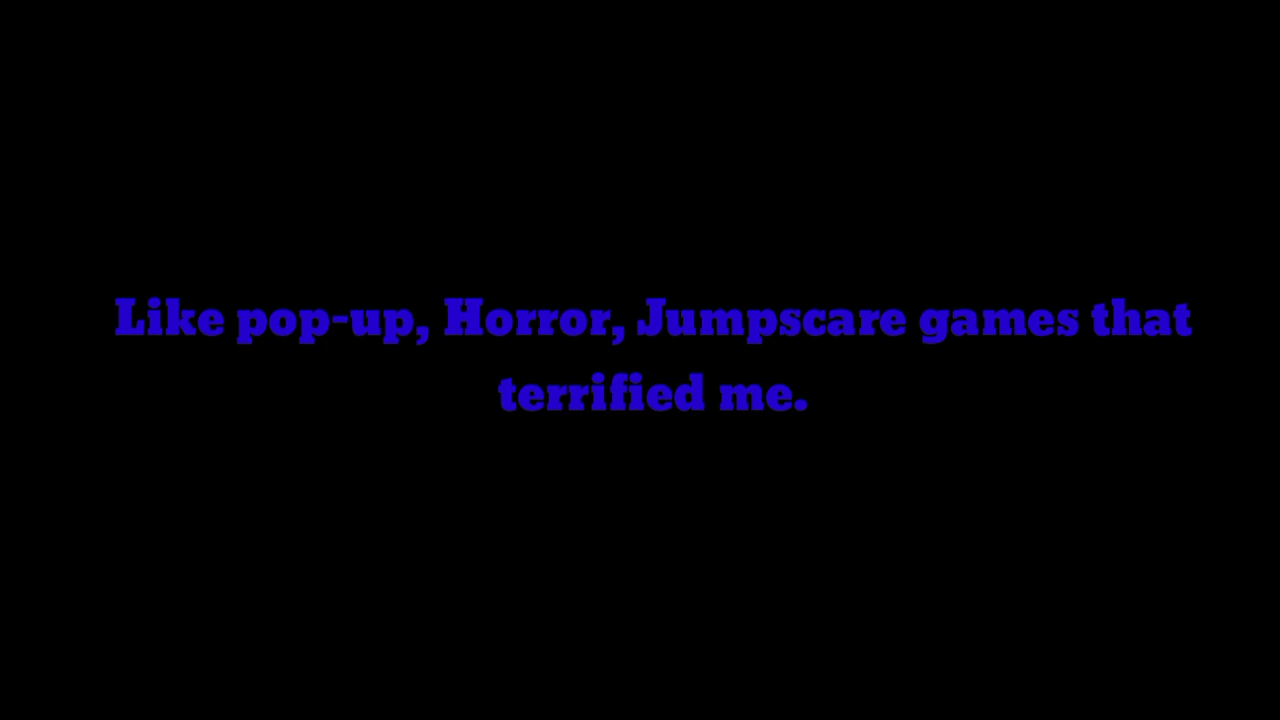 Like pop-up, Horror, Jumpscare games that
terrified me.